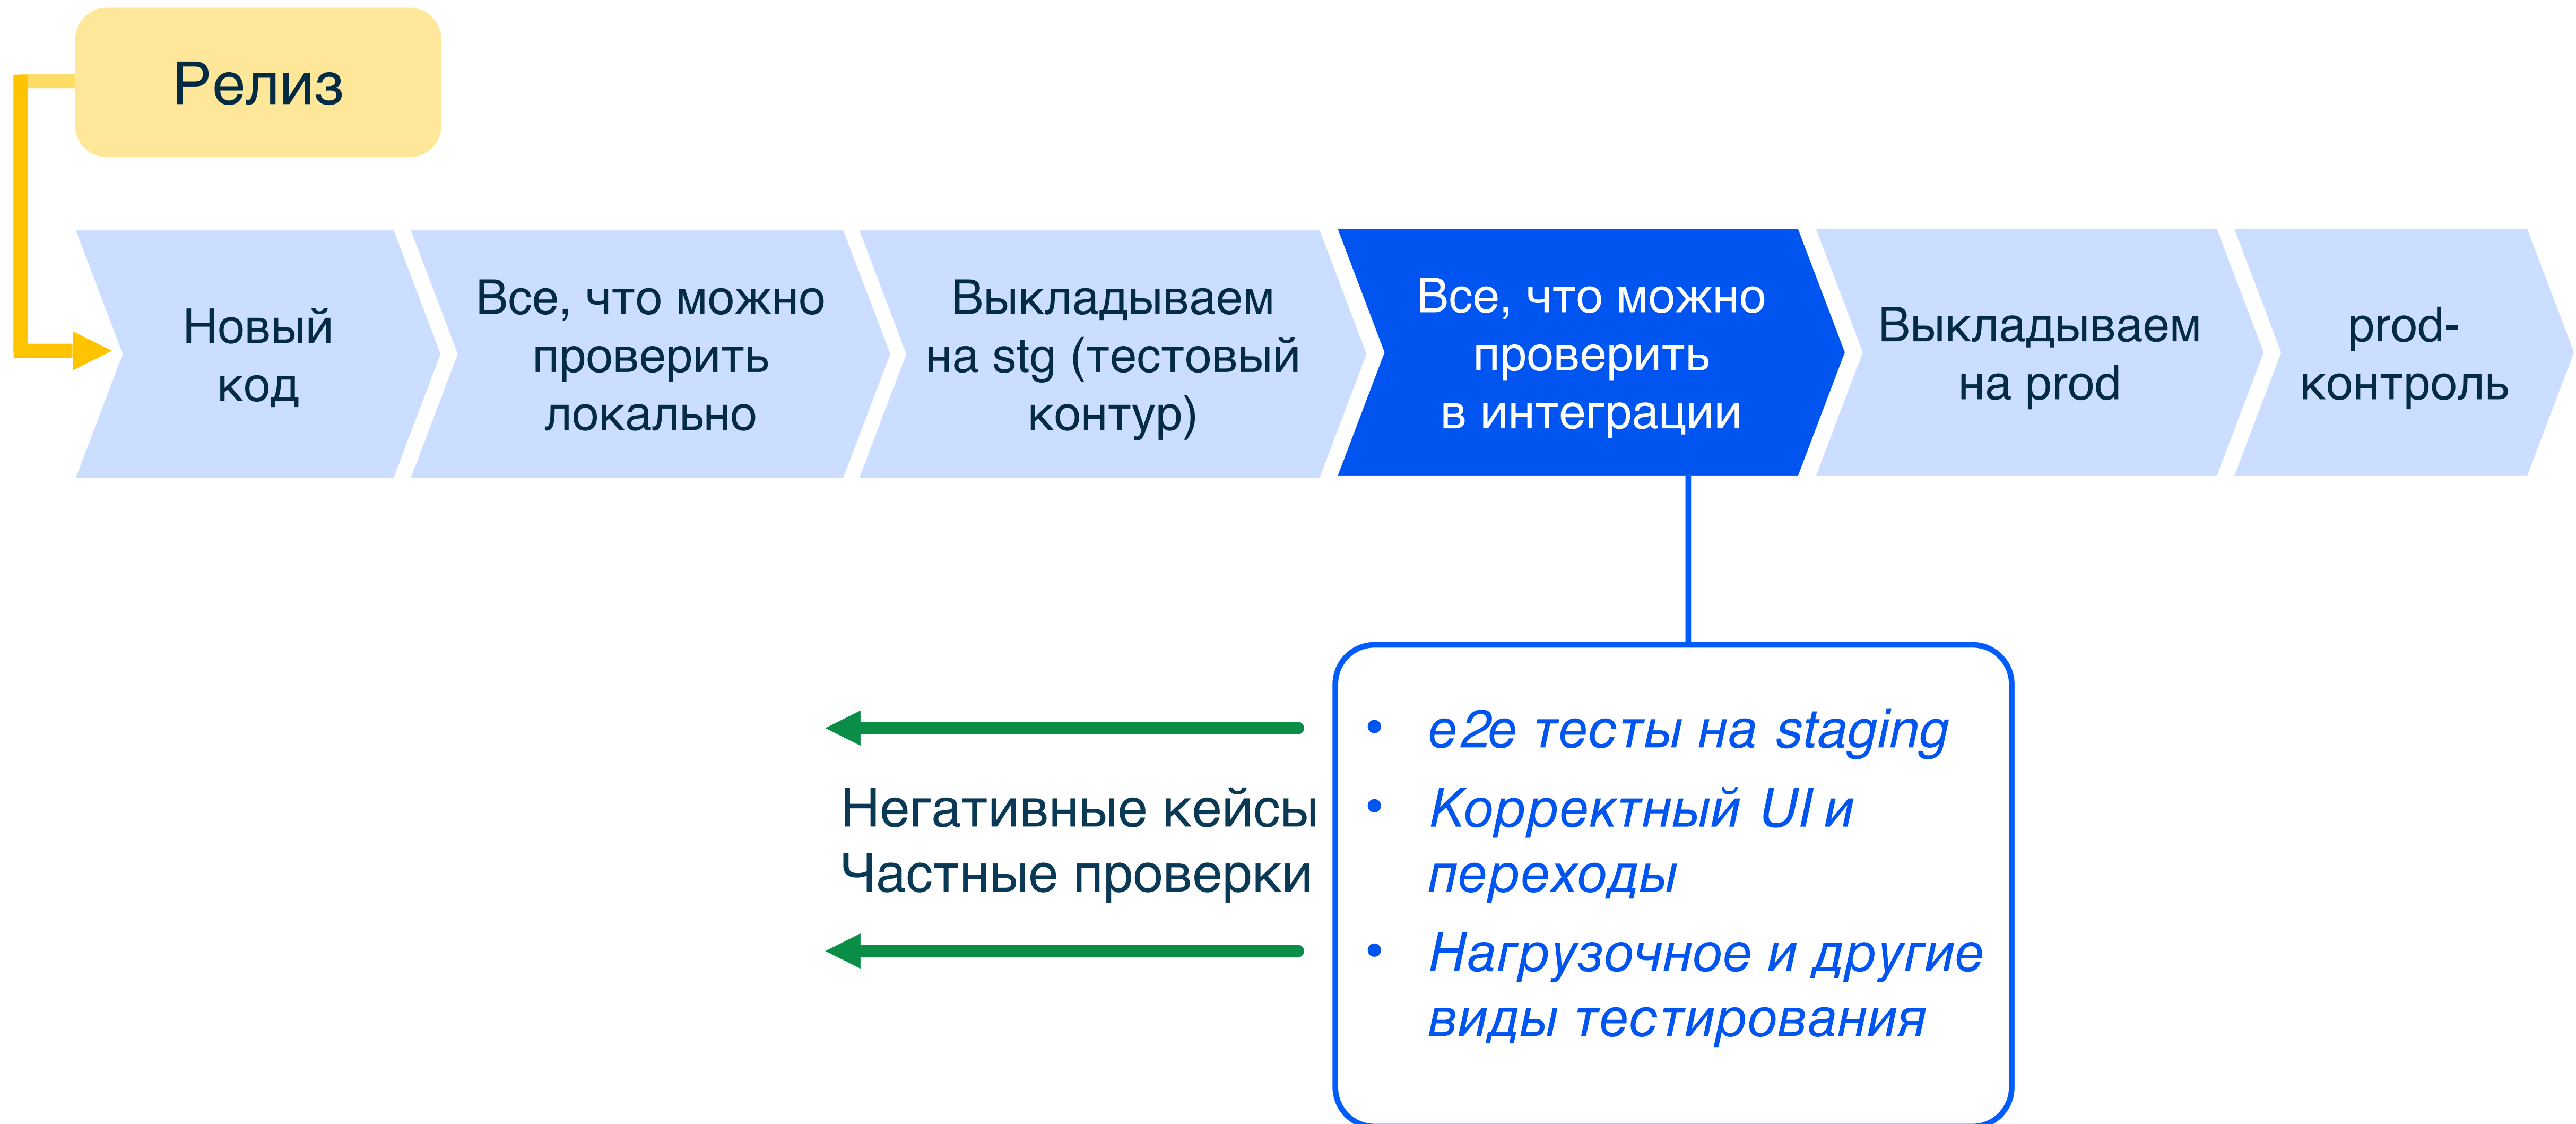 Релиз
Новый
код
Все, что можно
проверить
локально
Выкладываем
на stg (тестовый
контур)
Все, что можно
проверить
в интеграции
Выкладываем
на prod
prod-
контроль
Негативные кейсы
Частные проверки
• e2e тесты на staging
• Корректный UI и
переходы
• Нагрузочное и другие
виды тестирования